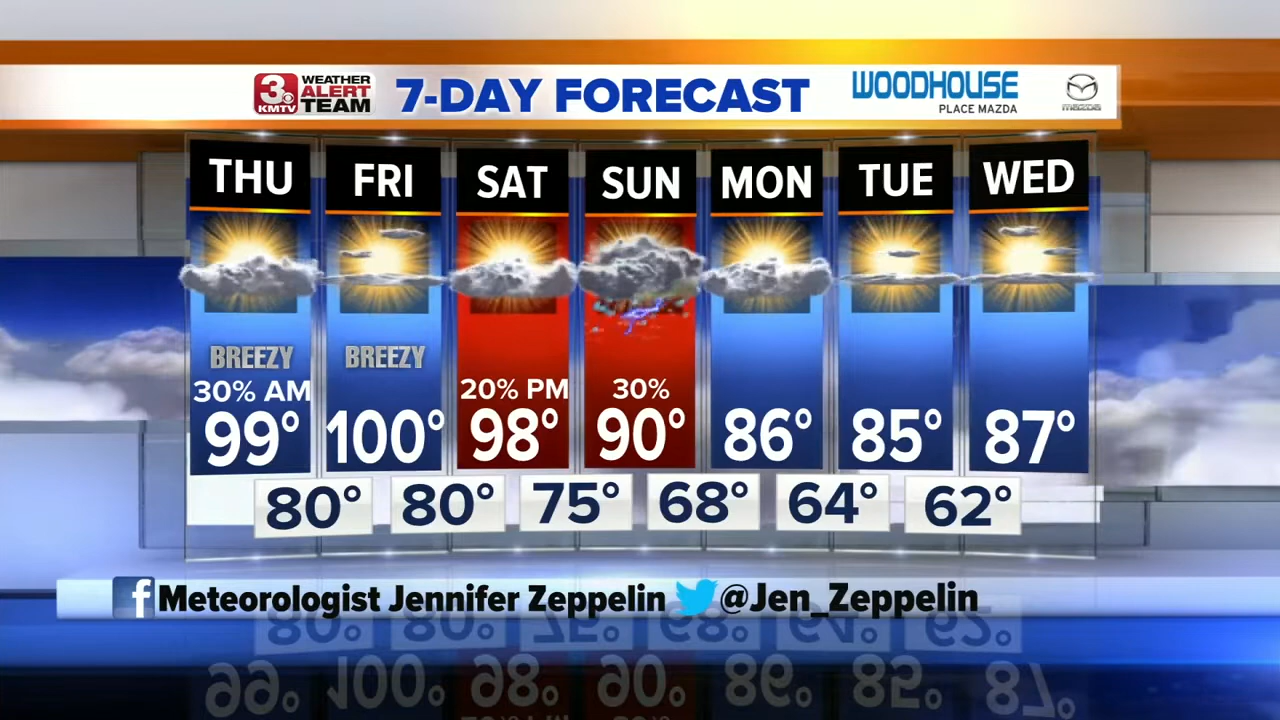 3 KMTV
WEATHER
ALERT
TEAM
7-DAY FORECAST
WOODHOUSE
PLACE MAZDA
mazda
THU FRI SAT SUN MON TUE WED
BREEZY BREEZY
30% AM 20% PM 30%
99° 100° 98° 90° 86° 85° 87°
80° 80° 75° 68° 64° 62°
f Meteorologist Jennifer Zeppelin @Jen_Zeppelin